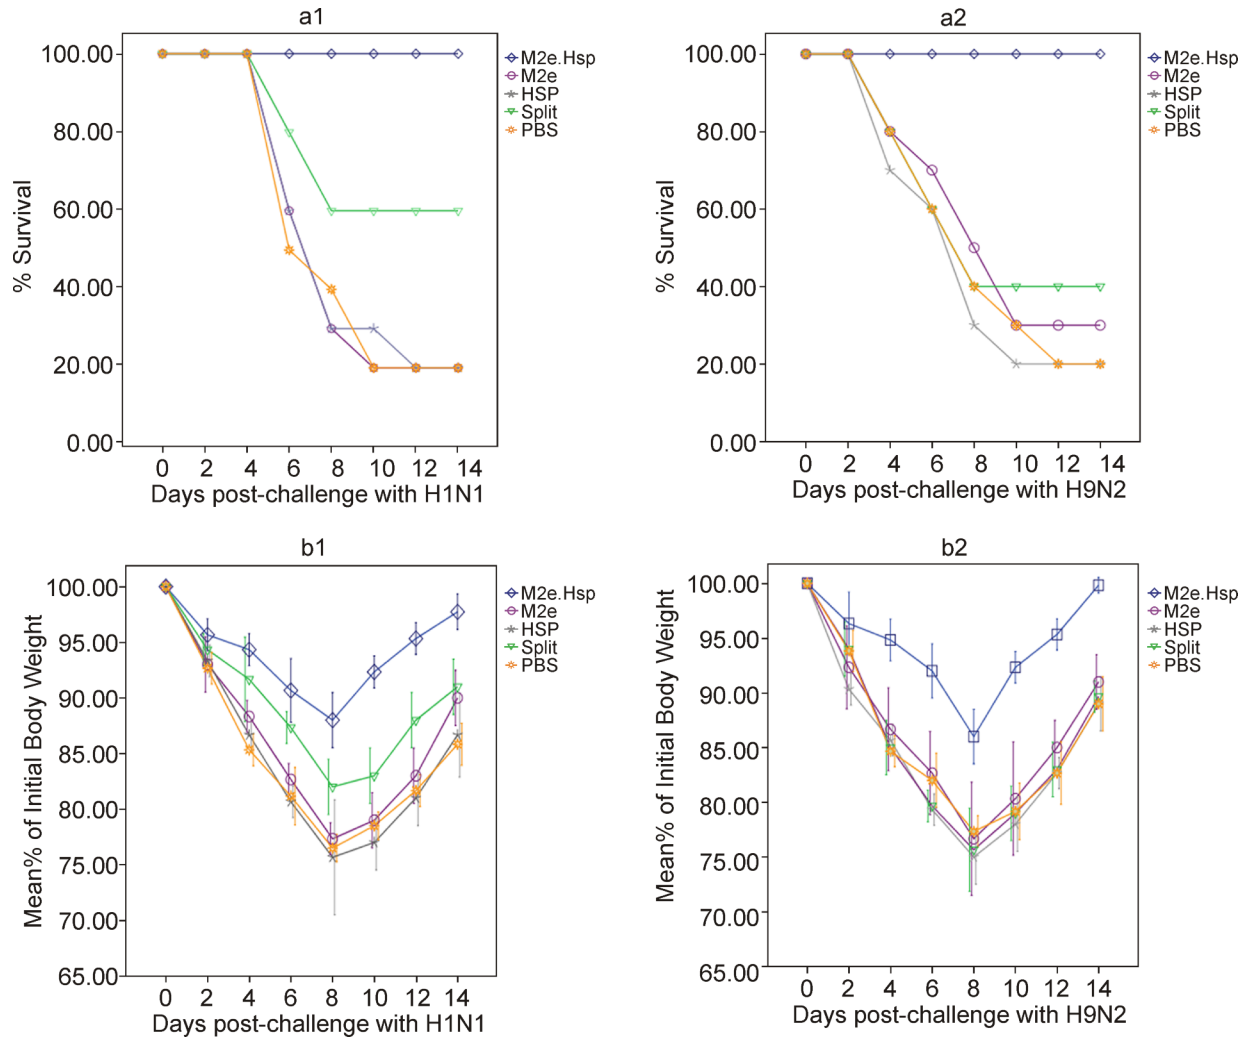 a1
100.00
80.00
60.00
40.00
20.00
0.00
% Survival
0 2 4 6 8 10 12 14
Days post-challenge with H1N1
M2e.Hsp
M2e
HSP
Split
PBS
a2
100.00
80.00
60.00
40.00
20.00
0.00
% Survival
0 2 4 6 8 10 12 14
Days post-challenge with H9N2
M2e.Hsp
M2e
HSP
Split
PBS
b1
100.00
95.00
90.00
85.00
80.00
75.00
70.00
65.00
Mean% of Initial Body Weight
0 2 4 6 8 10 12 14
Days post-challenge with H1N1
M2e.Hsp
M2e
HSP
Split
PBS
b2
100.00
95.00
90.00
85.00
80.00
75.00
70.00
65.00
Mean% of Initial Body Weight
0 2 4 6 8 10 12 14
Days post-challenge with H9N2
M2e.Hsp
M2e
HSP
Split
PBS